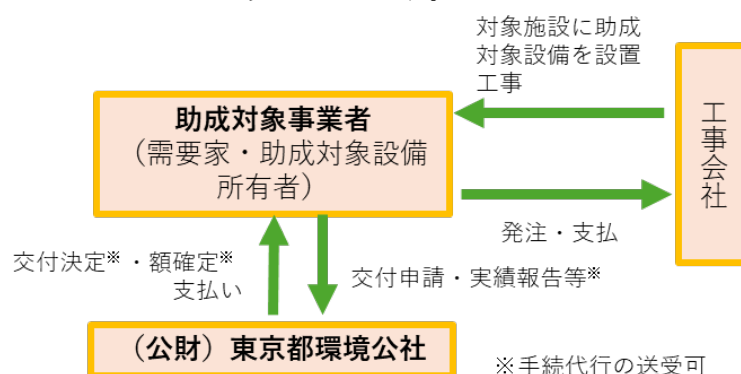 対象施設に助成
対象設備を設置
工事
助成対象事業者
（需要家・助成対象設備
所有者）
工事会社
発注・支払
交付決定※・額確定※
支払い
交付申請・実績報告等※
（公財）東京都環境公社
※手続代行の送受可